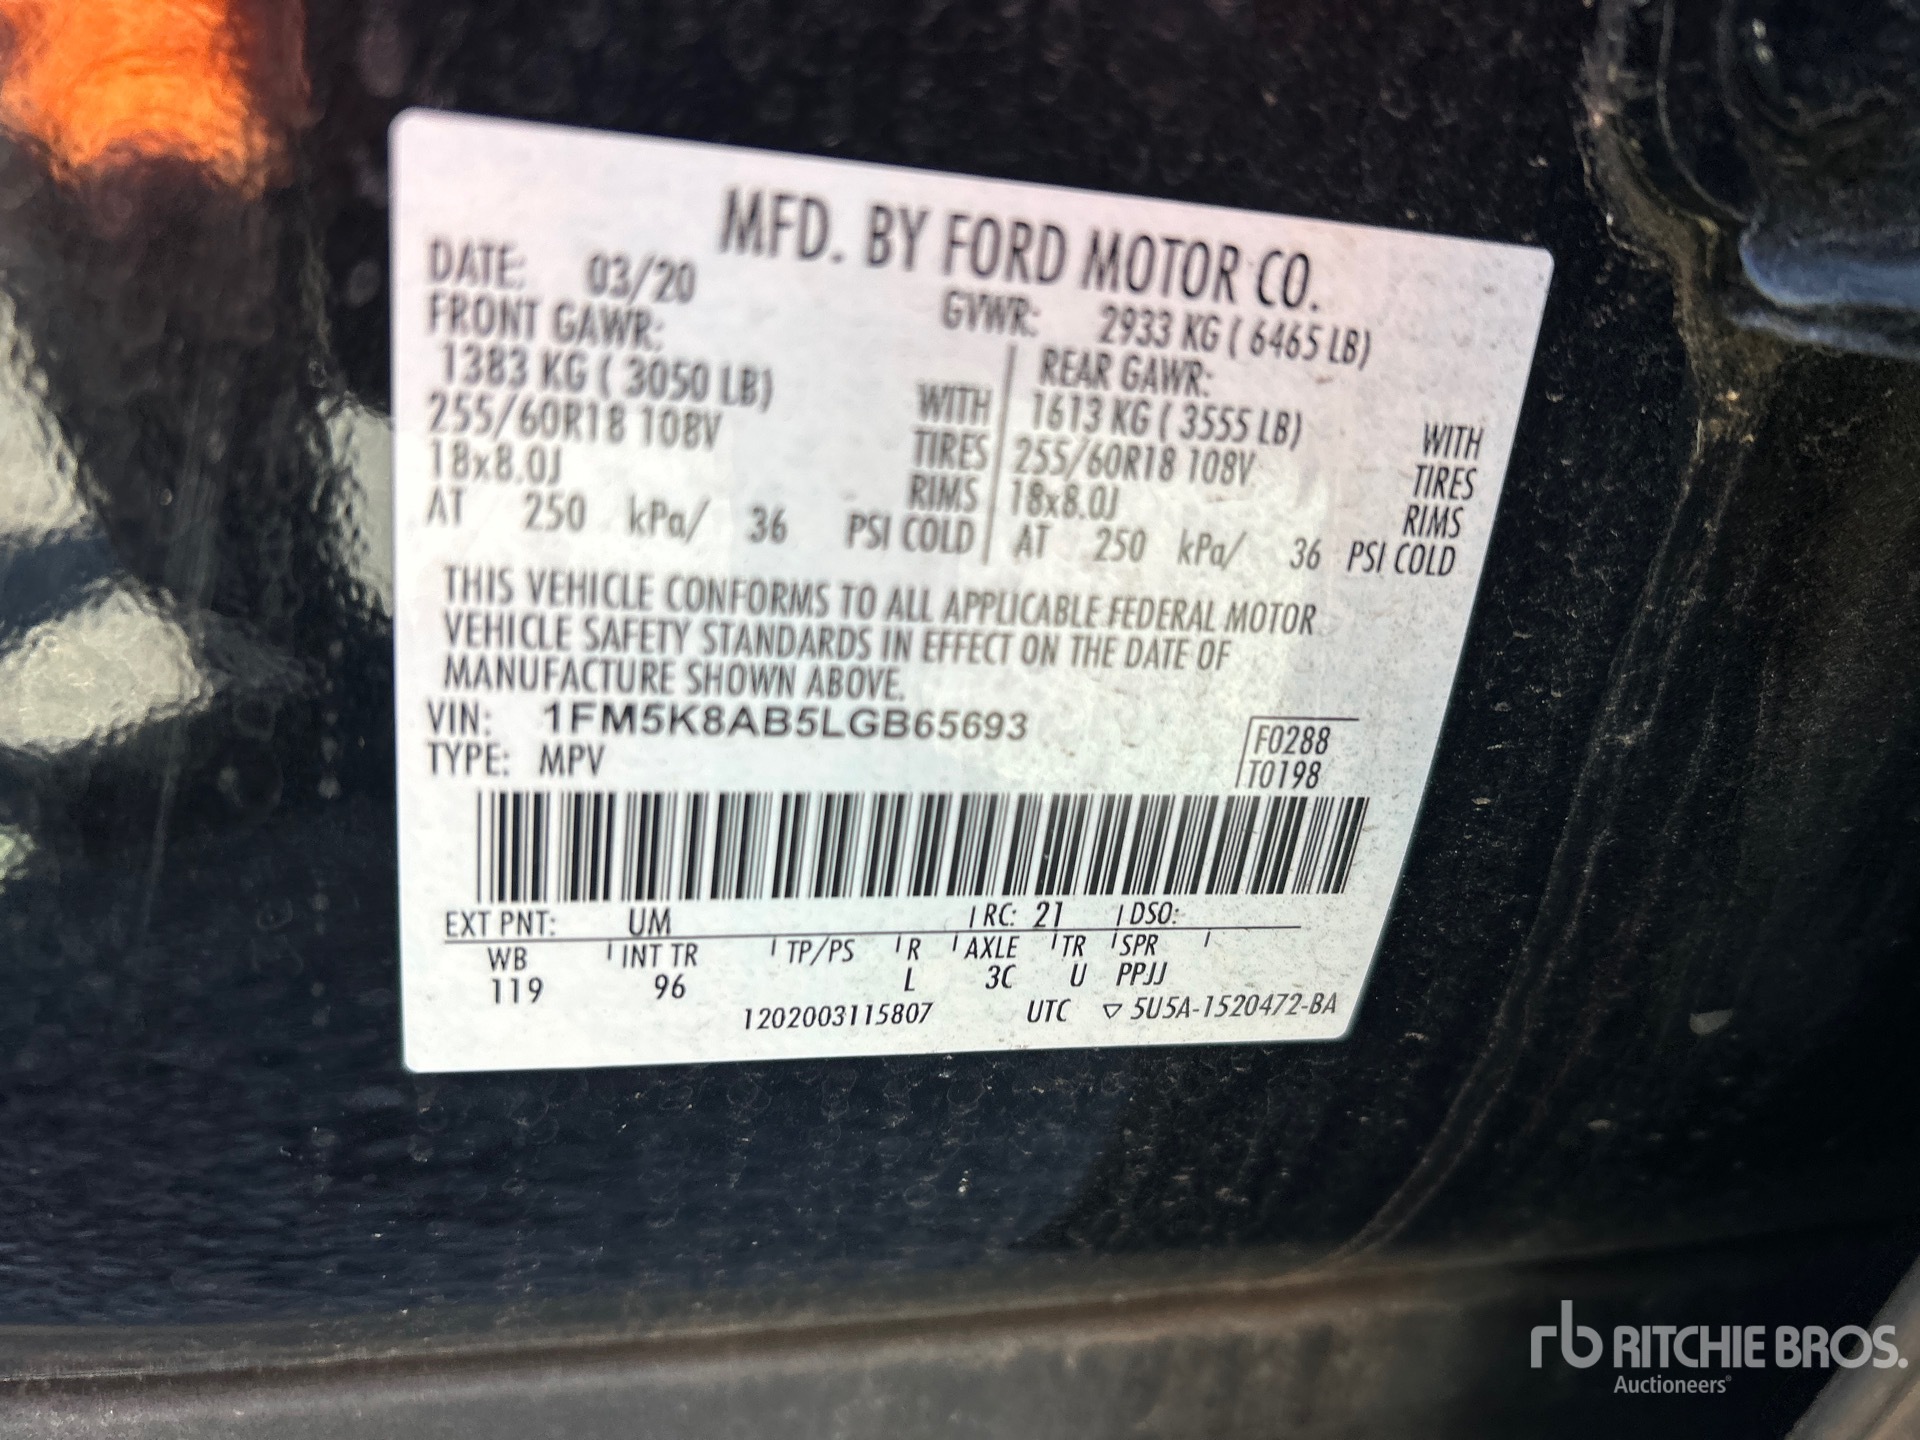 MFD. BY FORD MOTOR CO.
DATE: 03/20 GVWR: 2933 KG ( 6465 LB)
FRONT GAWR: REAR GAWR:
1383 KG ( 3050 LB) WITH 1613 KG ( 3555 LB) WITH
255/60R18 108V TIRES 255/60R18 108V TIRES
18x8.0J RIMS 18x8.0J RIMS
AT 250 kPa/ 36 PSI COLD AT 250 kPa/ 36 PSI COLD
THIS VEHICLE CONFORMS TO ALL APPLICABLE FEDERAL MOTOR
VEHICLE SAFETY STANDARDS IN EFFECT ON THE DATE OF
MANUFACTURE SHOWN ABOVE.
VIN: 1FM5K8AB5LGB65693 F0288
TYPE: MPV T0198
EXT PNT: UM RC: 21 DSO:
WB INT TR TP/PS R AXLE TR SPR
119 96 L 3C U PPJJ
1202003115807 UTC ▽ 5U5A-1520472-BA
rb RITCHIE BROS.
Auctioneers®